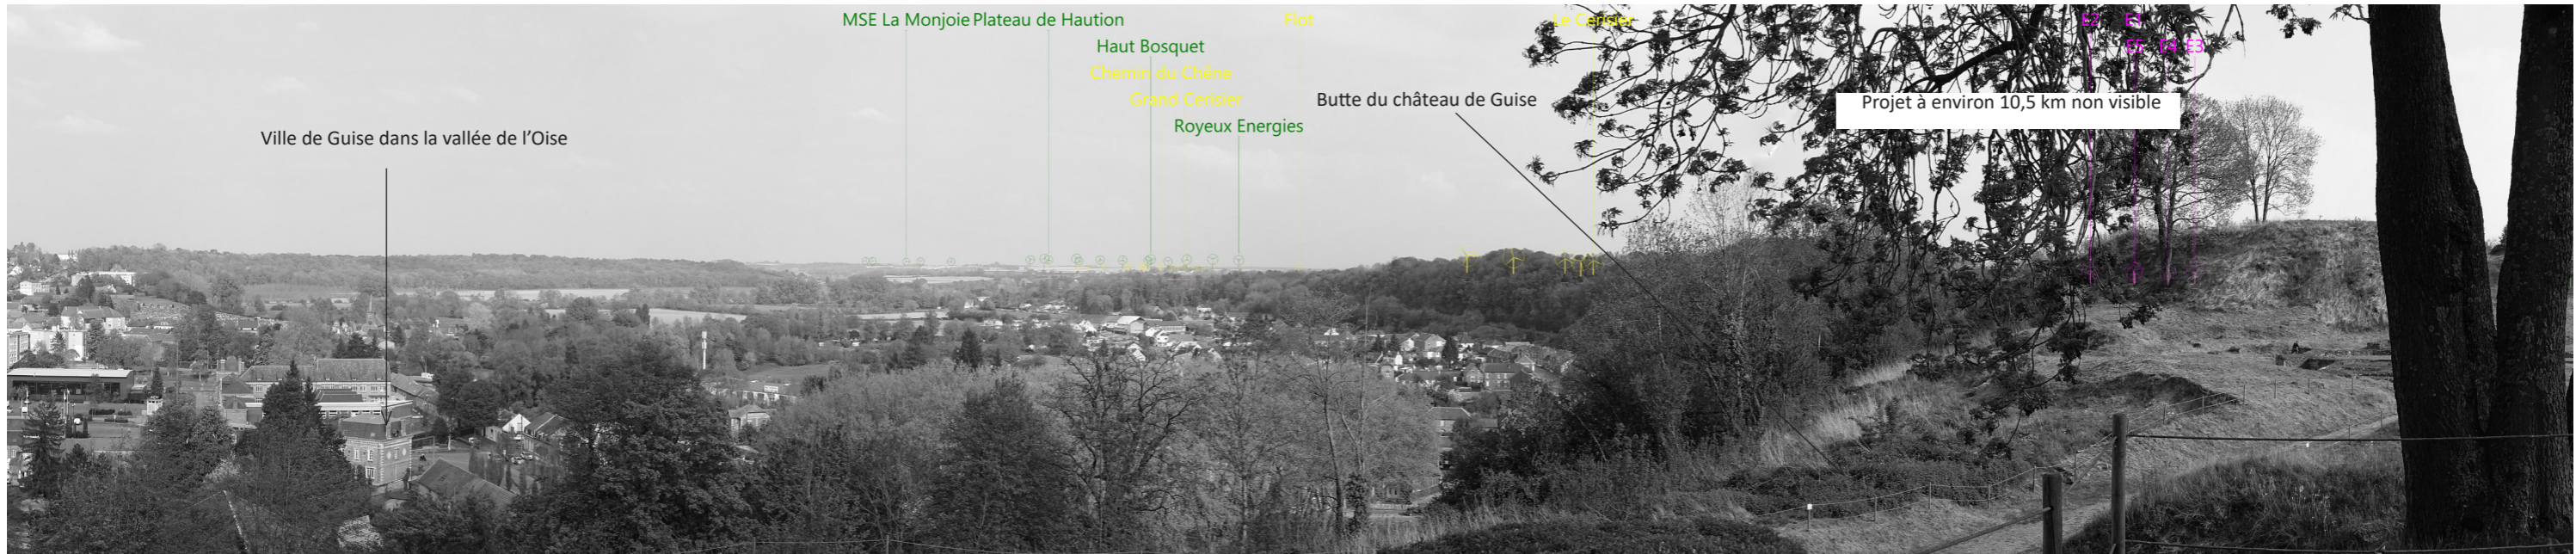 MSE La Monjoie Plateau de Haution Flot Le Cerisier E2 E1
Haut Bosquet E5 E4 E3
Chemin du Chêne
Grand Cerisier
Butte du château de Guise
Projet à environ 10,5 km non visible
Royeux Energies
Ville de Guise dans la vallée de l'Oise